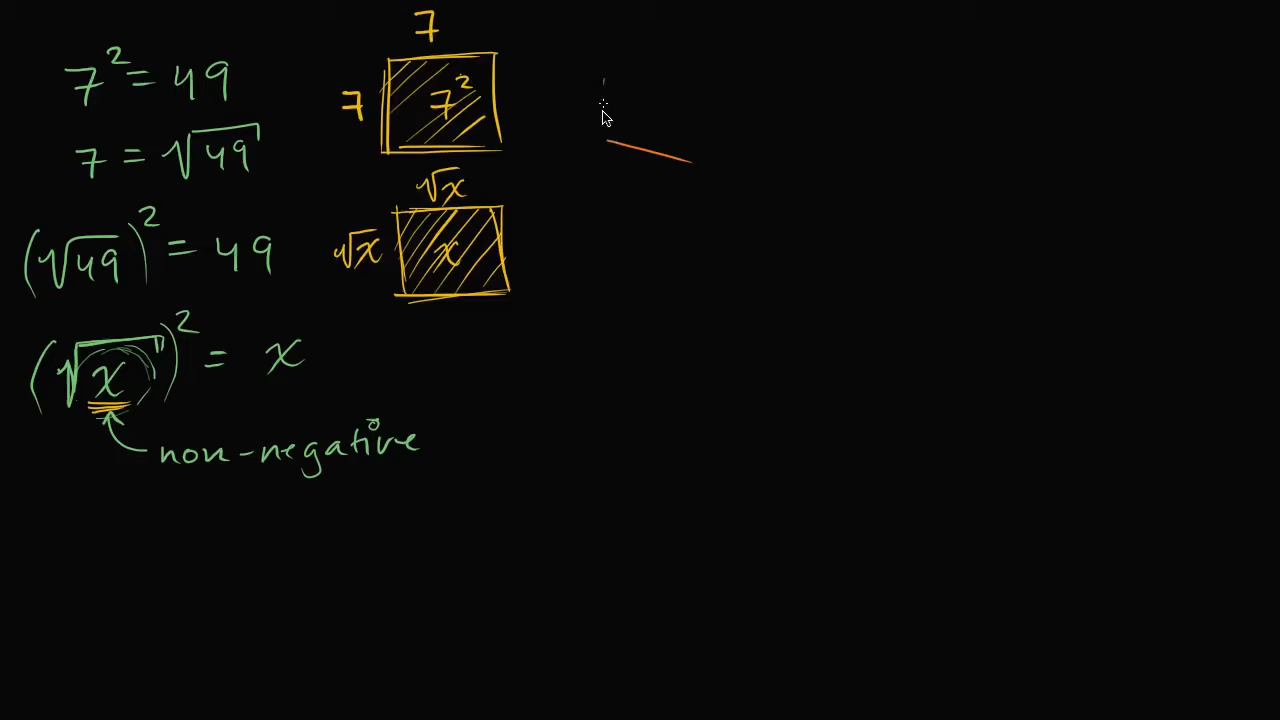 7² = 49
7 = √49
(√49)² = 49
(√x)² = x
non-negative
7
7
7²
√x
√x
x